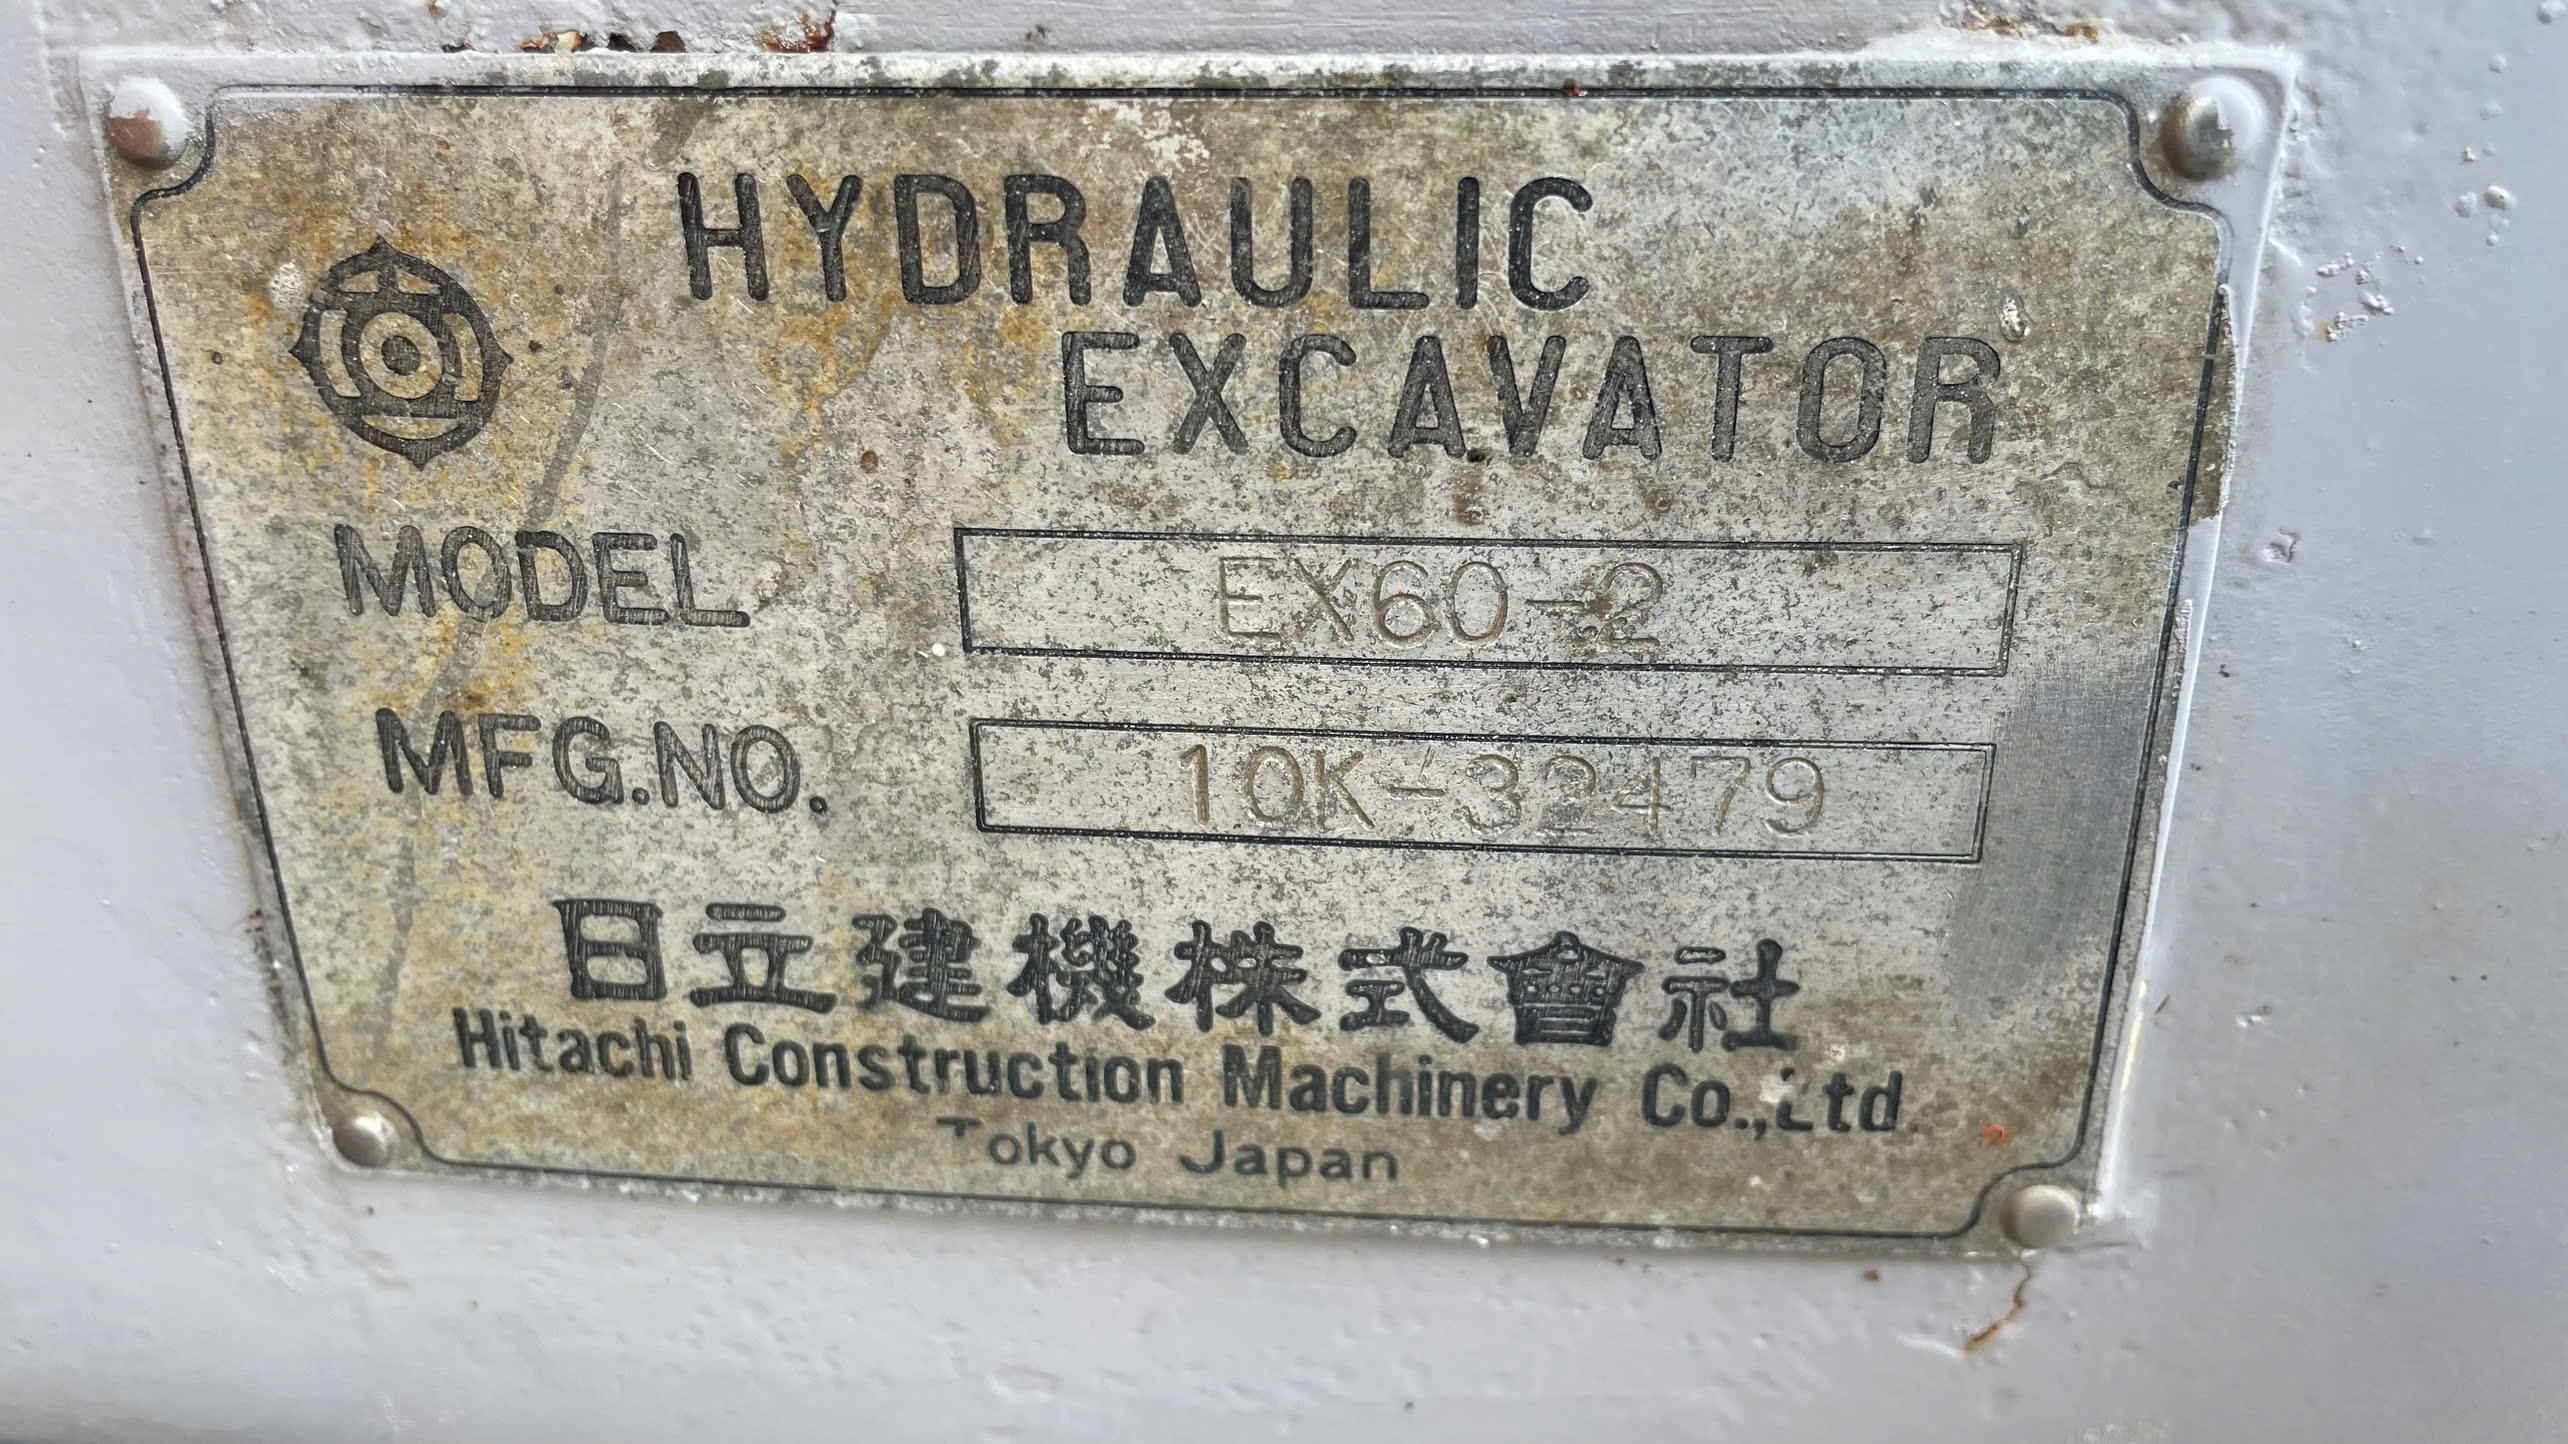 HYDRAULIC
EXCAVATOR
MODEL EX60-2
MFG.NO. 10K-32479
日立建機株式會社
Hitachi Construction Machinery Co.,Ltd.
Tokyo Japan